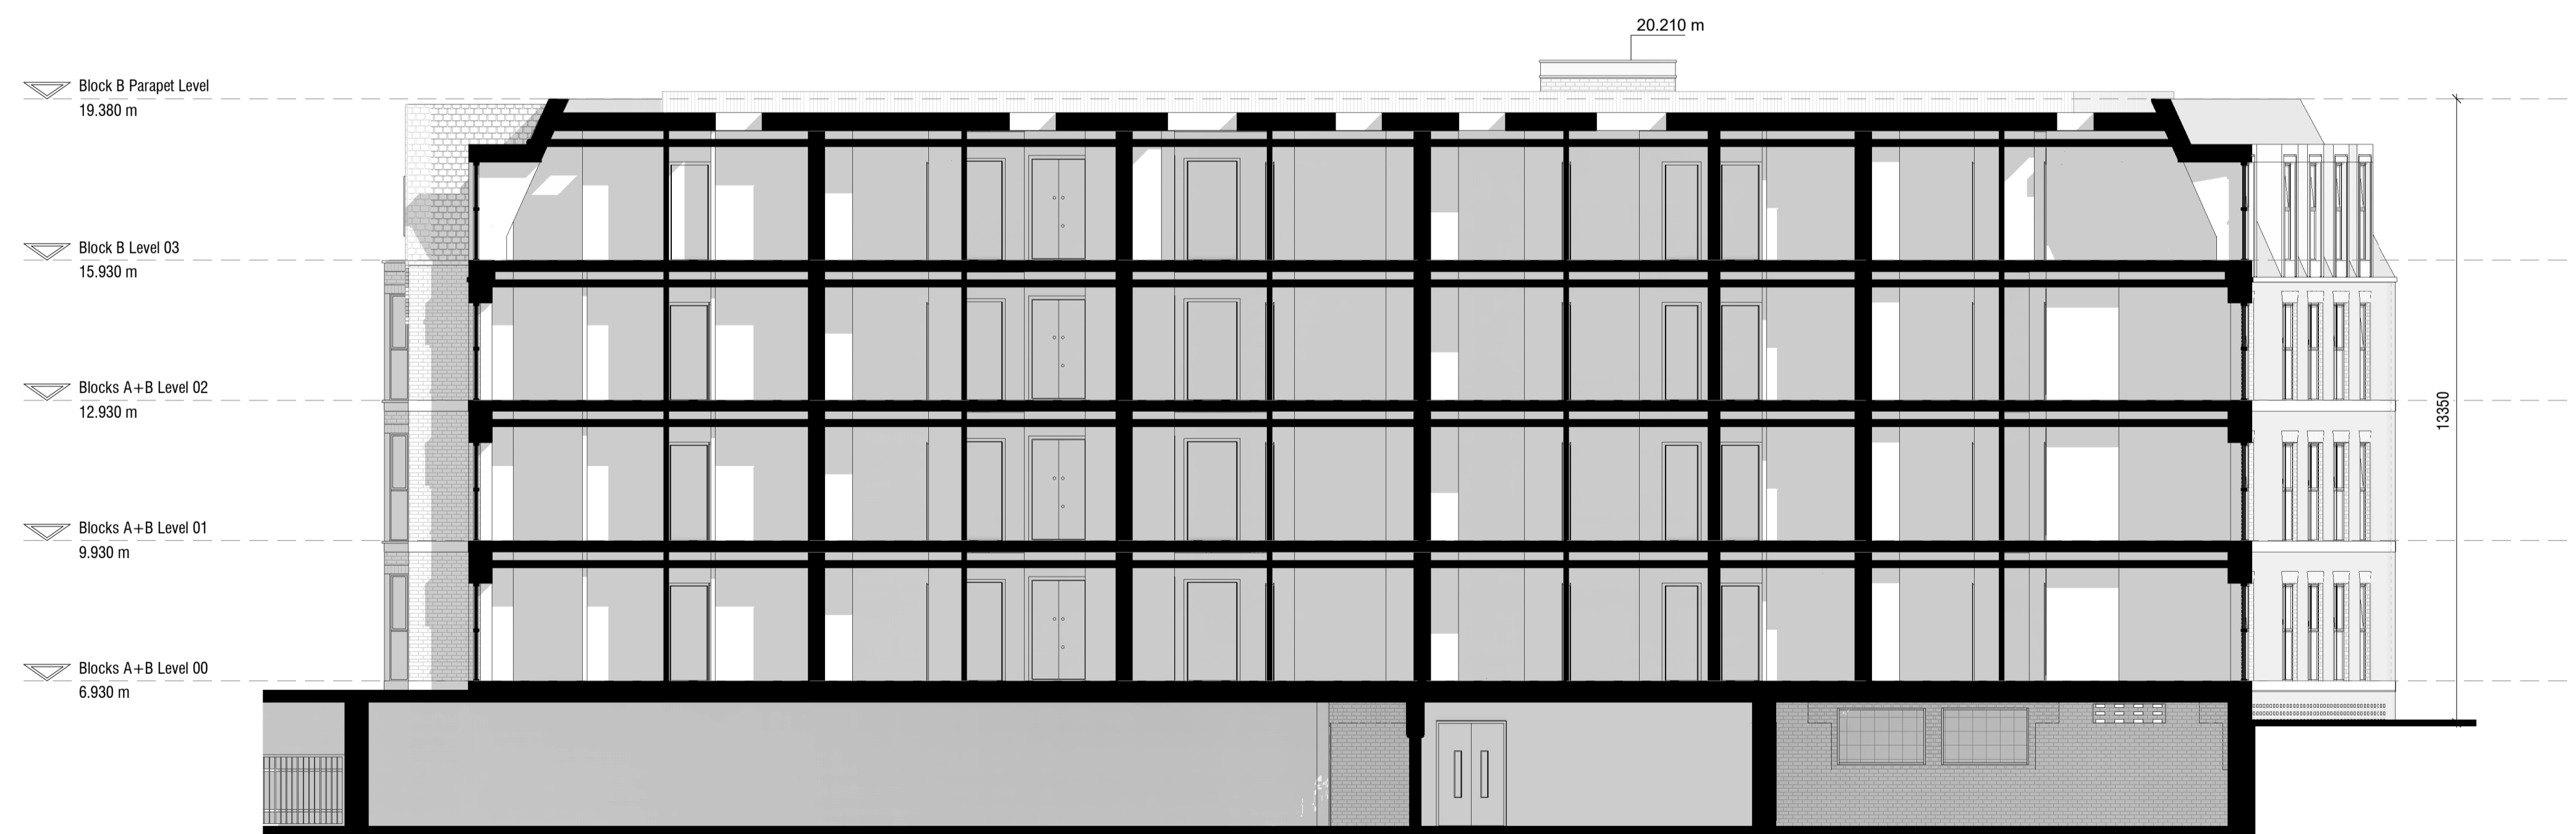 20.210 m
Block B Parapet Level
19.380 m
Block B Level 03
15.930 m
Blocks A+B Level 02
12.930 m
13350
Blocks A+B Level 01
9.930 m
Blocks A+B Level 00
6.930 m